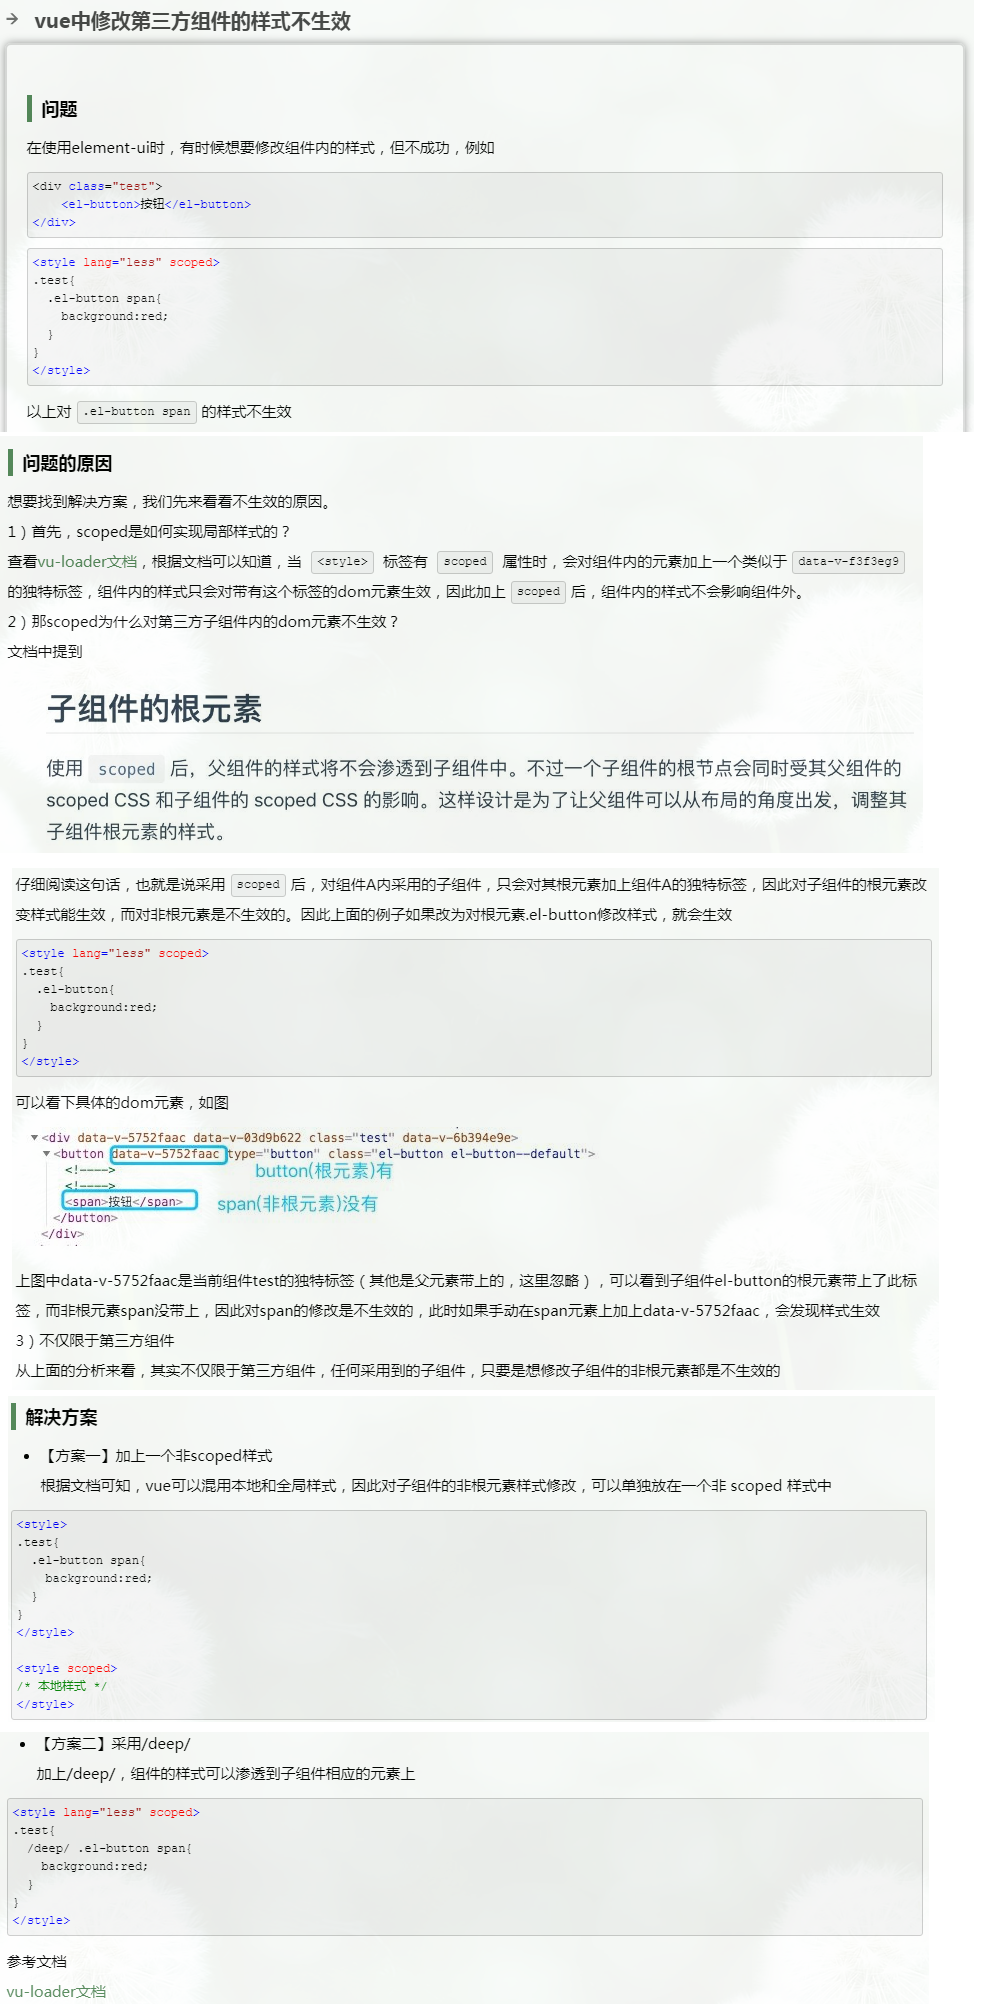 → vue中修改第三方组件的样式不生效
问题
在使用element-ui时，有时候想要修改组件内的样式，但不成功，例如
<div class="test">
    <el-button>按钮</el-button>
</div>
<style lang="less" scoped>
.test{
  .el-button span{
    background:red;
  }
}
</style>
以上对 .el-button span 的样式不生效
问题的原因
想要找到解决方案，我们先来看看不生效的原因。
1）首先，scoped是如何实现局部样式的？
查看vu-loader文档，根据文档可以知道，当 <style> 标签有 scoped 属性时，会对组件内的元素加上一个类似于 data-v-f3f3eg9
的独特标签，组件内的样式只会对带有这个标签的dom元素生效，因此加上 scoped 后，组件内的样式不会影响组件外。
2）那scoped为什么对第三方子组件内的dom元素不生效？
文档中提到
子组件的根元素
使用 scoped 后，父组件的样式将不会渗透到子组件中。不过一个子组件的根节点会同时受其父组件的
scoped CSS 和子组件的 scoped CSS 的影响。这样设计是为了让父组件可以从布局的角度出发，调整其
子组件根元素的样式。
仔细阅读这句话，也就是说采用 scoped 后，对组件A内采用的子组件，只会对其根元素加上组件A的独特标签，因此对子组件的根元素改
变样式能生效，而对非根元素是不生效的。因此上面的例子如果改为对根元素.el-button修改样式，就会生效
<style lang="less" scoped>
.test{
  .el-button{
    background:red;
  }
}
</style>
可以看下具体的dom元素，如图
▼<div data-v-5752faac data-v-03d9b622 class="test" data-v-6b394e9e>
▼<button data-v-5752faac type="button" class="el-button el-button--default">
<!---->
button(根元素)有
<!---->
<span>按钮</span>
span(非根元素)没有
</button>
</div>
上图中data-v-5752faac是当前组件test的独特标签（其他是父元素带上的，这里忽略），可以看到子组件el-button的根元素带上了此标
签，而非根元素span没带上，因此对span的修改是不生效的，此时如果手动在span元素上加上data-v-5752faac，会发现样式生效
3）不仅限于第三方组件
从上面的分析来看，其实不仅限于第三方组件，任何采用到的子组件，只要是想修改子组件的非根元素都是不生效的
解决方案
• 【方案一】加上一个非scoped样式
根据文档可知，vue可以混用本地和全局样式，因此对子组件的非根元素样式修改，可以单独放在一个非 scoped 样式中
<style>
.test{
  .el-button span{
    background:red;
  }
}
</style>
<style scoped>
/* 本地样式 */
</style>
• 【方案二】采用/deep/
加上/deep/，组件的样式可以渗透到子组件相应的元素上
<style lang="less" scoped>
.test{
  /deep/ .el-button span{
    background:red;
  }
}
</style>
参考文档
vu-loader文档